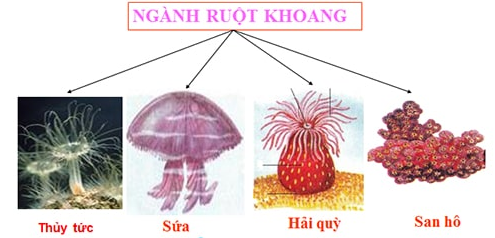 NGÀNH RUỘT KHOANG
Thủy tức
Sứa
Hải quỳ
San hô